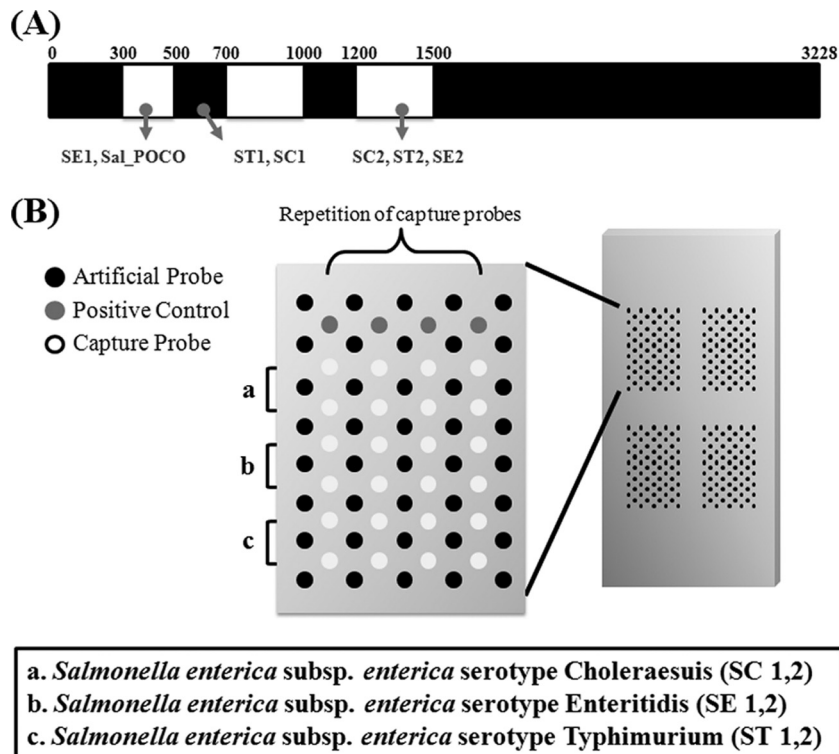 (A)
0 300 500 700 1000 1200 1500 3228
SE1, Sal_POCO ST1, SC1 SC2, ST2, SE2
(B)
Repetition of capture probes
Artificial Probe
Positive Control
Capture Probe
a
b
c
a. Salmonella enterica subsp. enterica serotype Choleraesuis (SC 1,2)
b. Salmonella enterica subsp. enterica serotype Enteritidis (SE 1,2)
c. Salmonella enterica subsp. enterica serotype Typhimurium (ST 1,2)